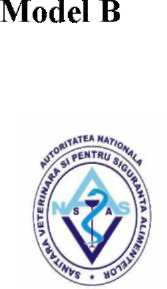 Model B
AUTORITATEA NATIONALA
SANITARA VETERINARA SI PENTRU SIGURANTA ALIMENTELOR
N S A S